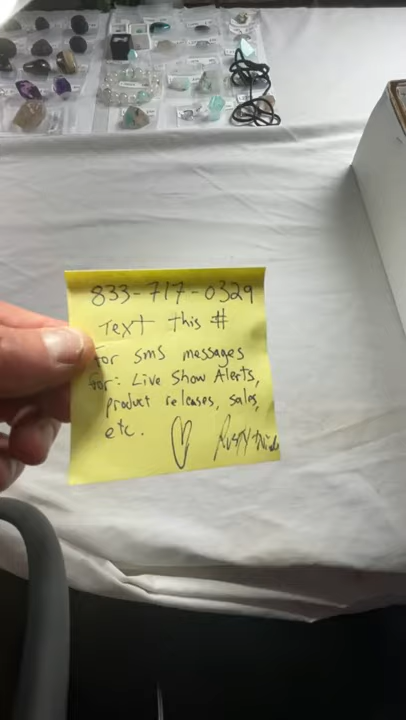 833-717-0329
Text this #
For SMS messages
For: Live Show Alerts,
product releases, sales,
etc. ♡